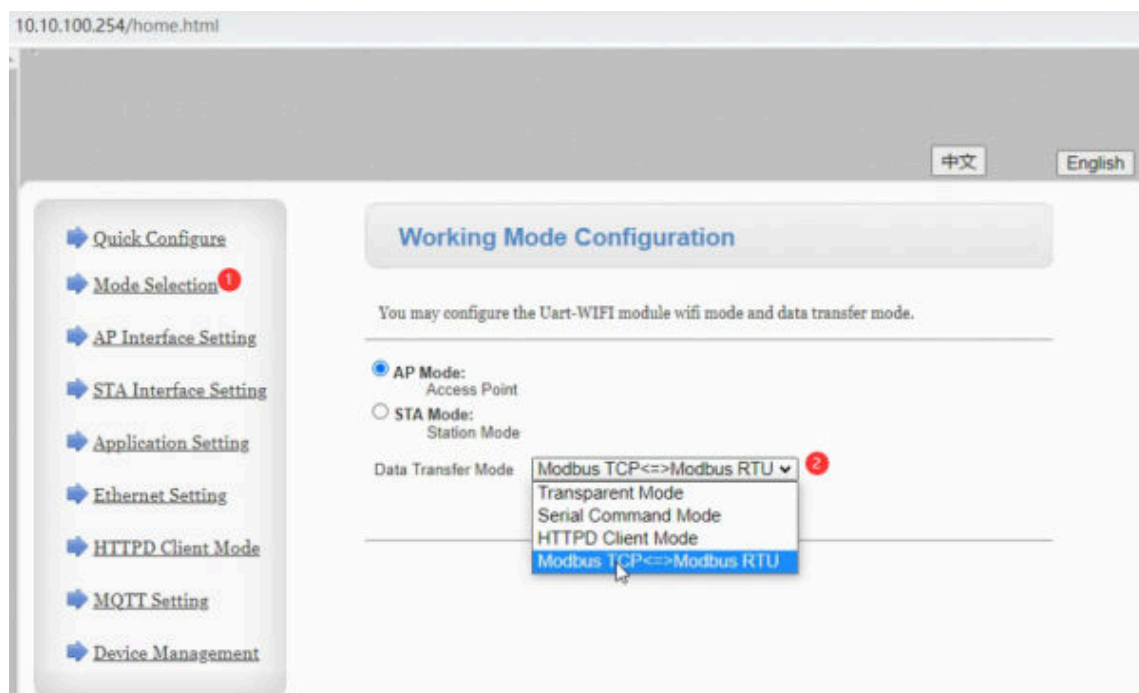 10.10.100.254/home.html
中文
English
Quick Configure
Mode Selection 1
AP Interface Setting
STA Interface Setting
Application Setting
Ethernet Setting
HTTPD Client Mode
MQTT Setting
Device Management
Working Mode Configuration
You may configure the Uart-WIFI module wifi mode and data transfer mode.
AP Mode:
Access Point
STA Mode:
Station Mode
Data Transfer Mode Modbus TCP<=>Modbus RTU 2
Transparent Mode
Serial Command Mode
HTTPD Client Mode
Modbus TCP<=>Modbus RTU